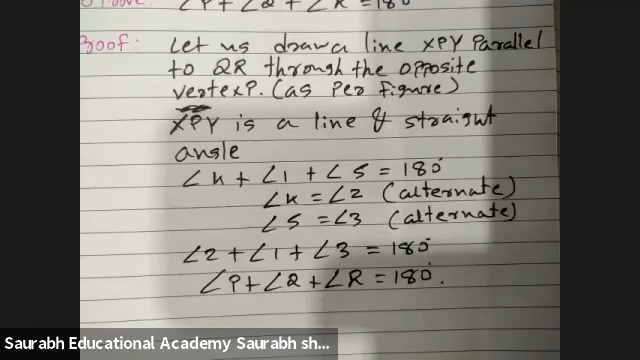 ∠P + ∠Q + ∠R = 180
Proof: Let us draw a line XPY Parallel
to QR through the opposite
vertex P. (as Per figure)
XPY is a line & straight
angle
∠4 + ∠1 + ∠5 = 180°
∠4 = ∠2 (alternate)
∠5 = ∠3 (alternate)
∠2 + ∠1 + ∠3 = 180°
∠P + ∠Q + ∠R = 180°.
Saurabh Educational Academy Saurabh sh...